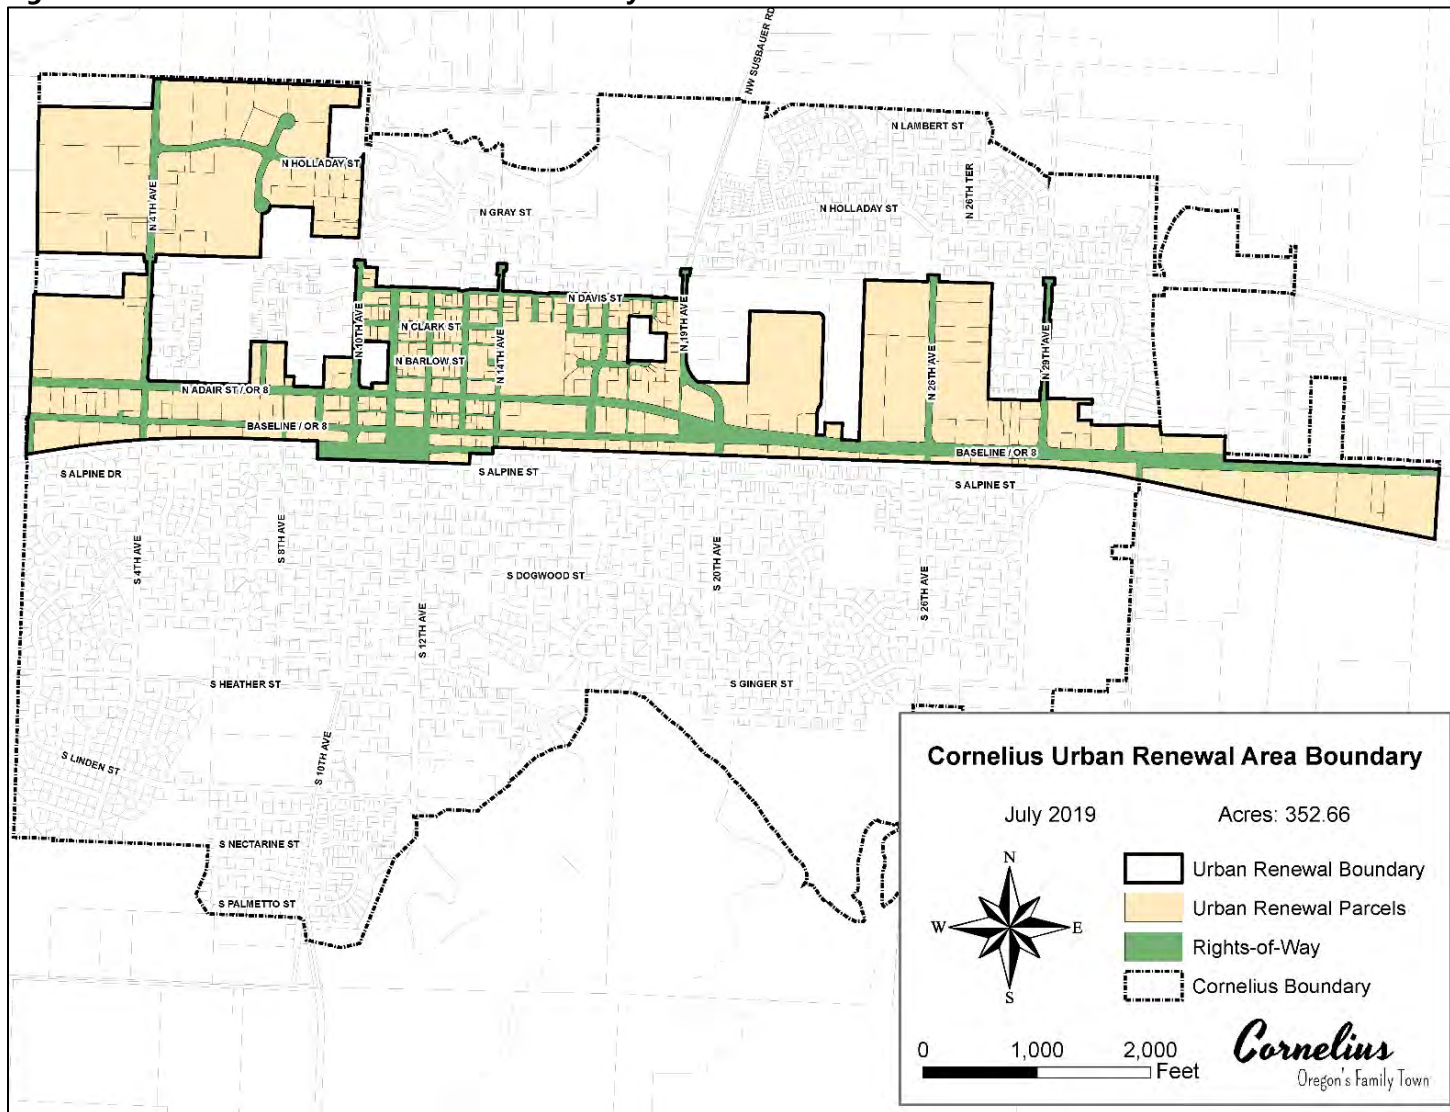 NW SUSBAUER RD
N LAMBERT ST
N HOLLADAY ST
N 4TH AVE
N GRAY ST
N HOLLADAY ST
N 26TH TER
N DAVIS ST
N CLARK ST
N 10TH AVE
N BARLOW ST
N 14TH AVE
N 19TH AVE
N 26TH AVE
N 29TH AVE
N ADAIR ST / OR 8
BASELINE / OR 8
BASELINE / OR 8
S ALPINE DR
S ALPINE ST
S ALPINE ST
S 4TH AVE
S 8TH AVE
S DOGWOOD ST
S 20TH AVE
S 26TH AVE
S 12TH AVE
S HEATHER ST
S GINGER ST
S LINDEN ST
S 10TH AVE
S NECTARINE ST
S PALMETTO ST
Cornelius Urban Renewal Area Boundary
July 2019 Acres: 352.66
N
W E
S
Urban Renewal Boundary
Urban Renewal Parcels
Rights-of-Way
Cornelius Boundary
0 1,000 2,000
Feet
Cornelius
Oregon's Family Town